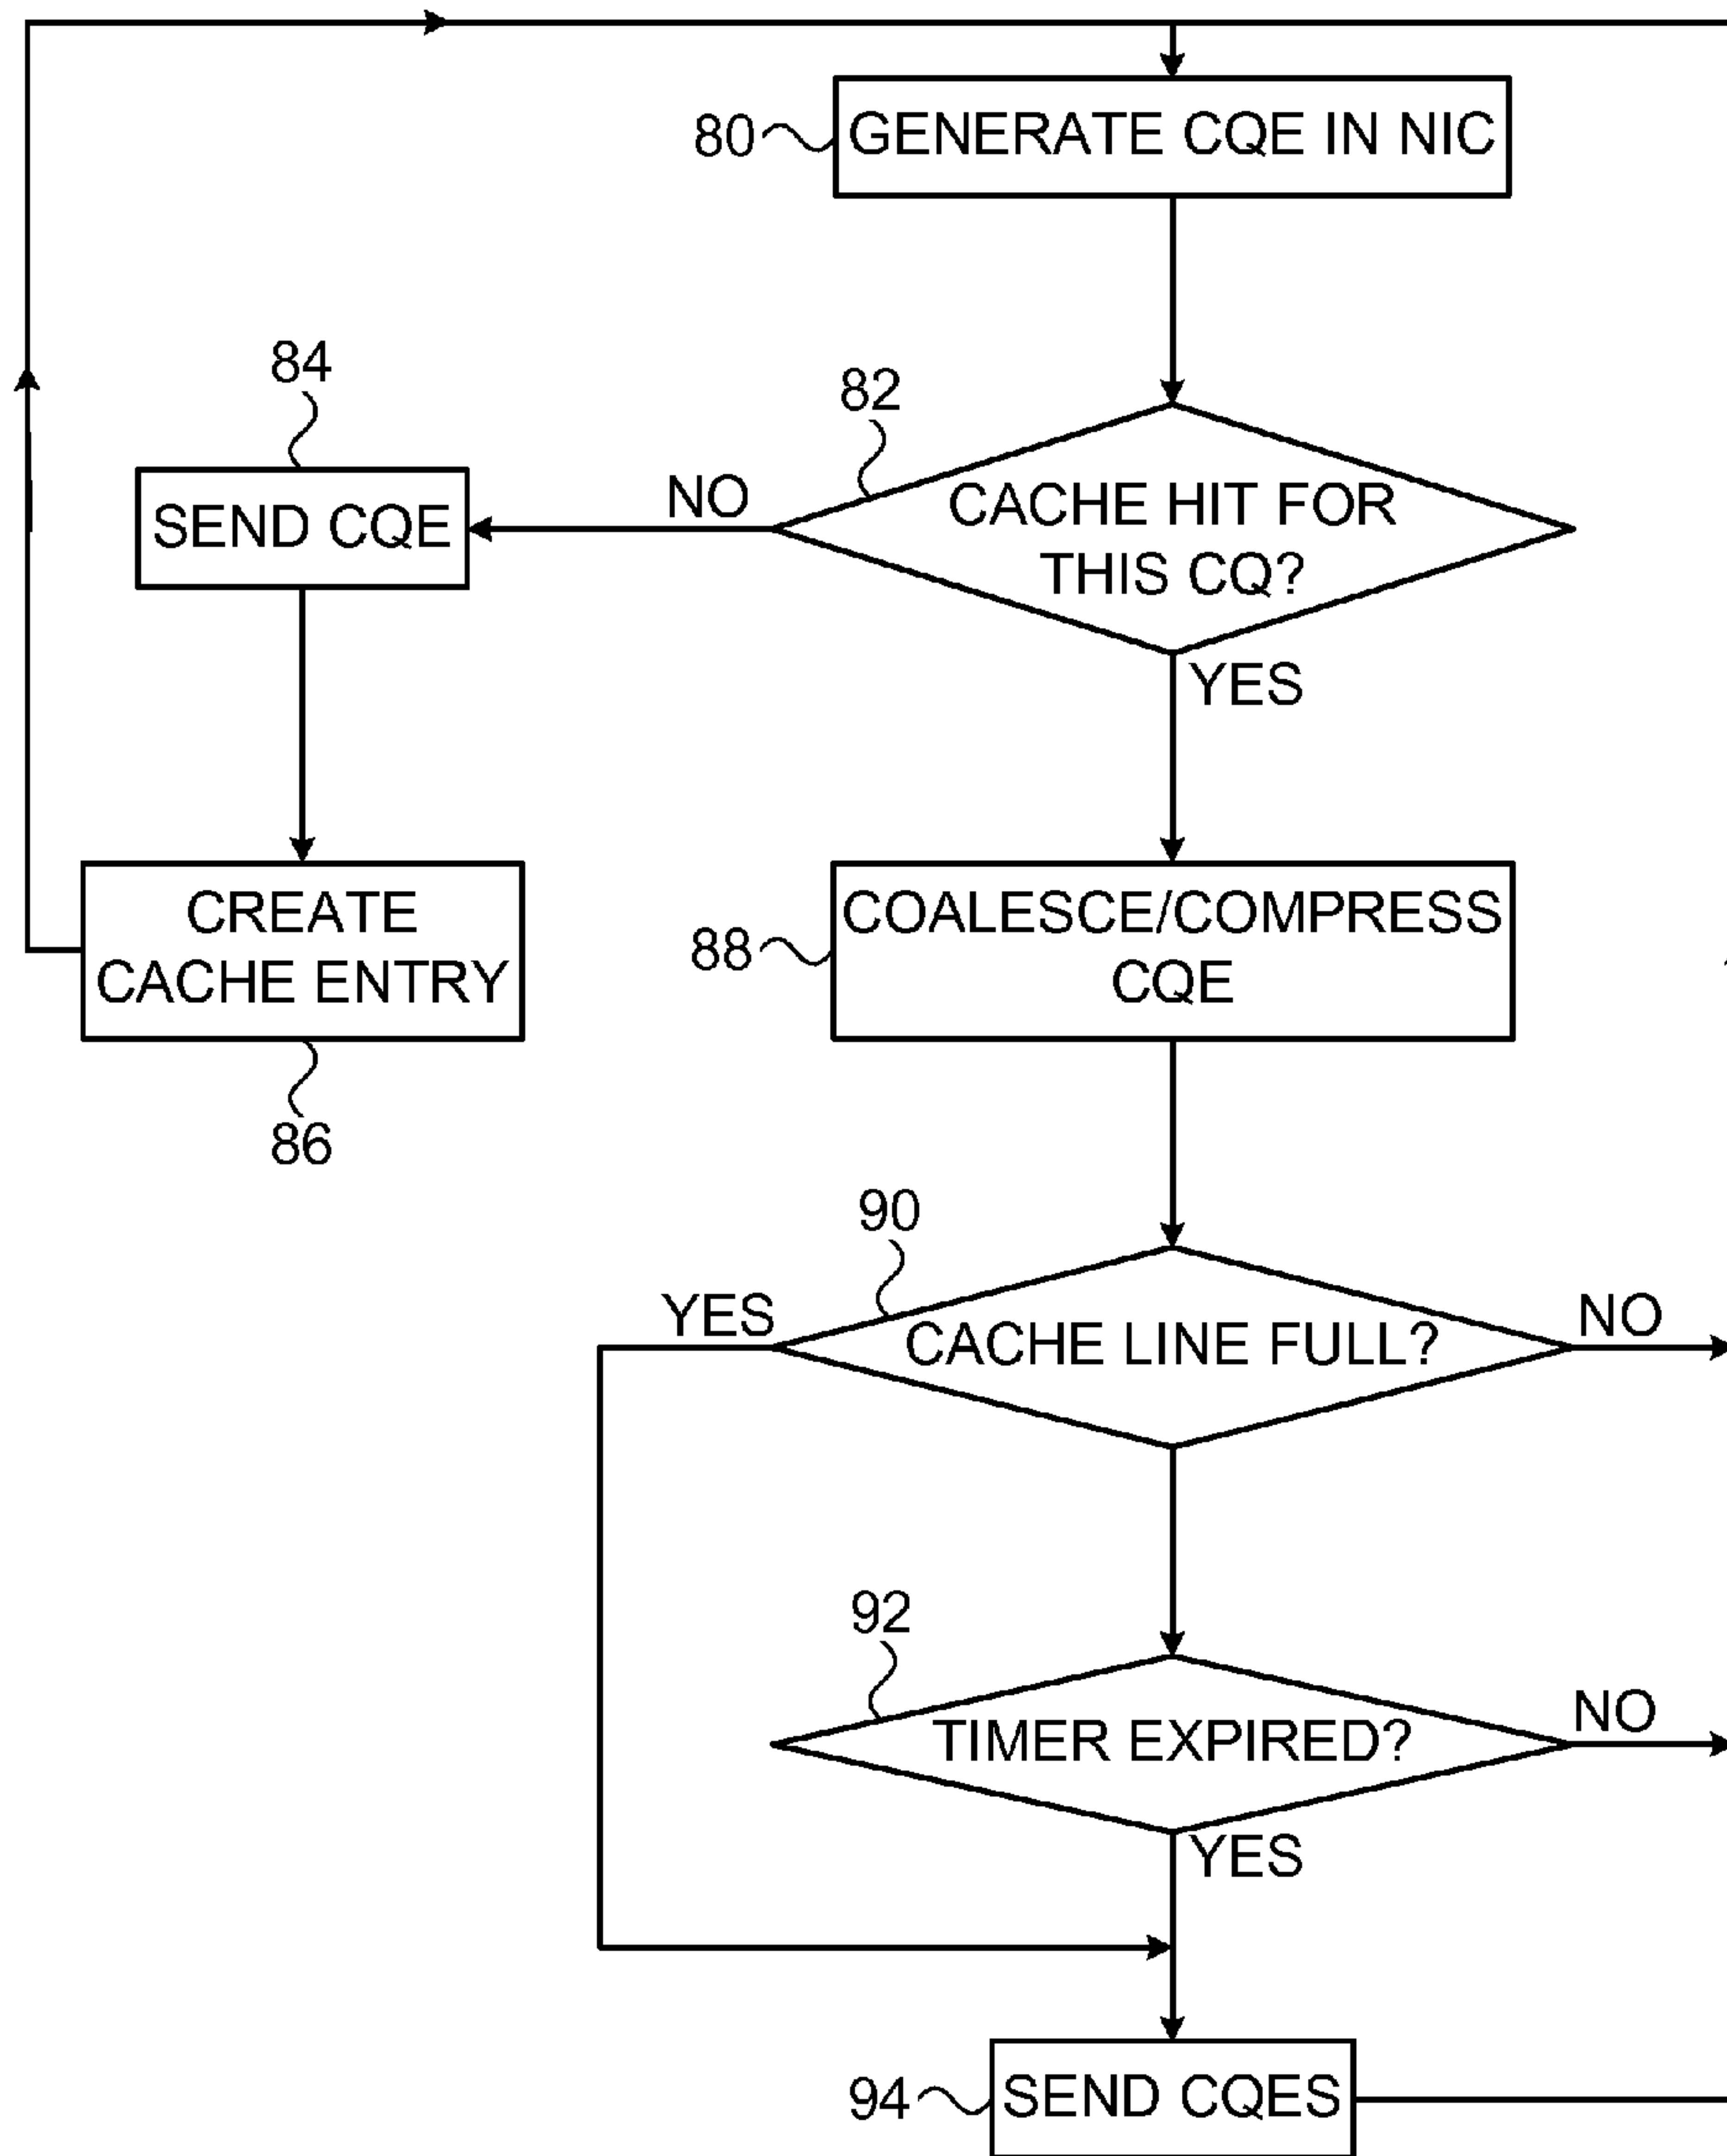 80
GENERATE CQE IN NIC
84
82
SEND CQE
NO
CACHE HIT FOR
THIS CQ?
YES
CREATE
CACHE ENTRY
86
88
COALESCE/COMPRESS
CQE
90
YES
CACHE LINE FULL?
NO
92
TIMER EXPIRED?
NO
YES
94
SEND CQES